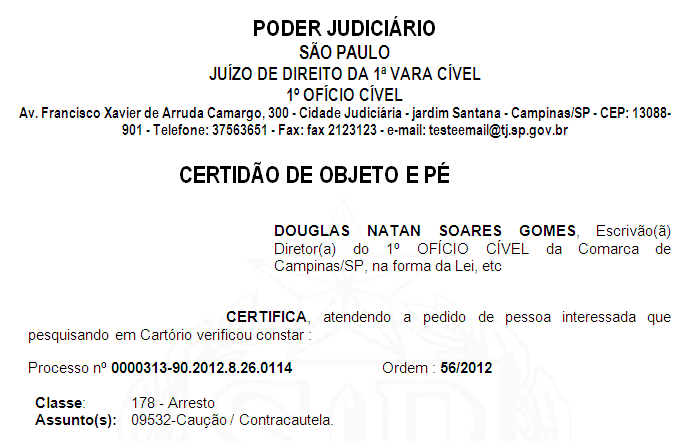 PODER JUDICIÁRIO
SÃO PAULO
JUÍZO DE DIREITO DA 1ª VARA CÍVEL
1º OFÍCIO CÍVEL
Av. Francisco Xavier de Arruda Camargo, 300 - Cidade Judiciária - jardim Santana - Campinas/SP - CEP: 13088-
901 - Telefone: 37563651 - Fax: fax 2123123 - e-mail: testeemail@tj.sp.gov.br
CERTIDÃO DE OBJETO E PÉ
DOUGLAS NATAN SOARES GOMES, Escrivão(ã)
Diretor(a) do 1º OFÍCIO CÍVEL da Comarca de
Campinas/SP, na forma da Lei, etc
CERTIFICA, atendendo a pedido de pessoa interessada que
pesquisando em Cartório verificou constar :
Processo nº 0000313-90.2012.8.26.0114 Ordem : 56/2012
Classe: 178 - Arresto
Assunto(s): 09532-Caução / Contracautela.